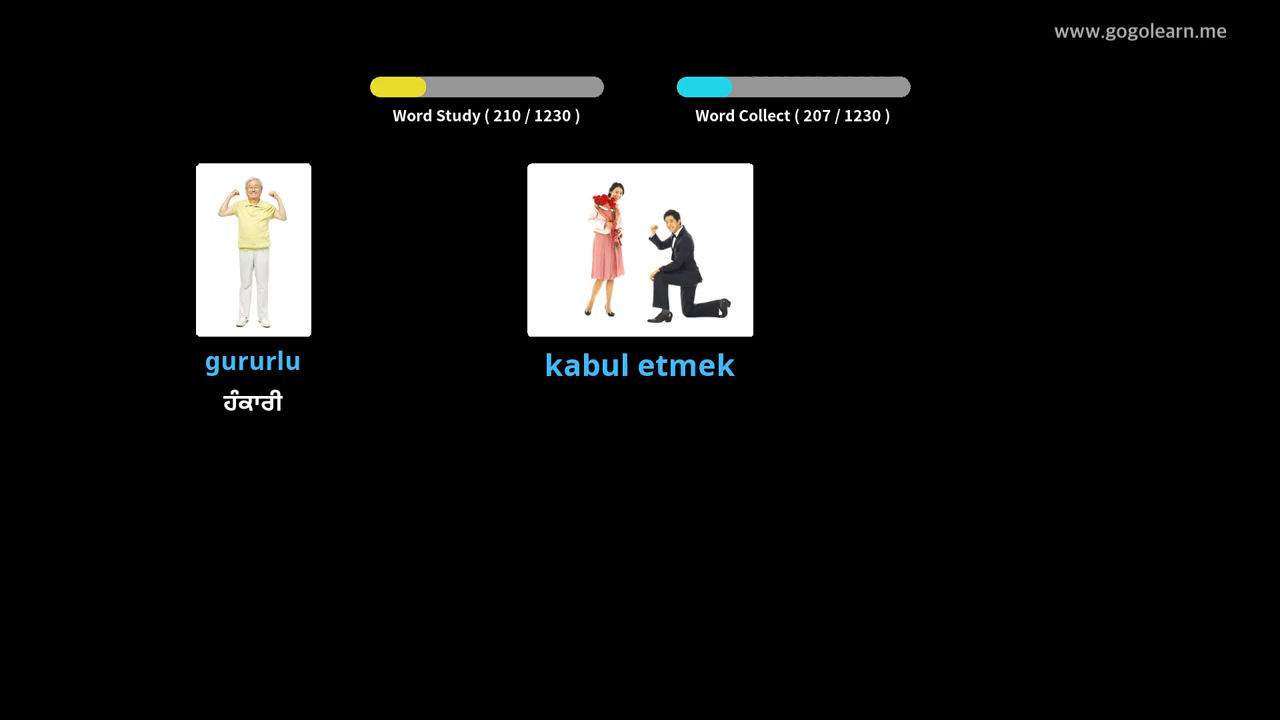 www.gogolearn.me
Word Study ( 210 / 1230 )
Word Collect ( 207 / 1230 )
gururlu
ਹੰਕਾਰੀ
kabul etmek